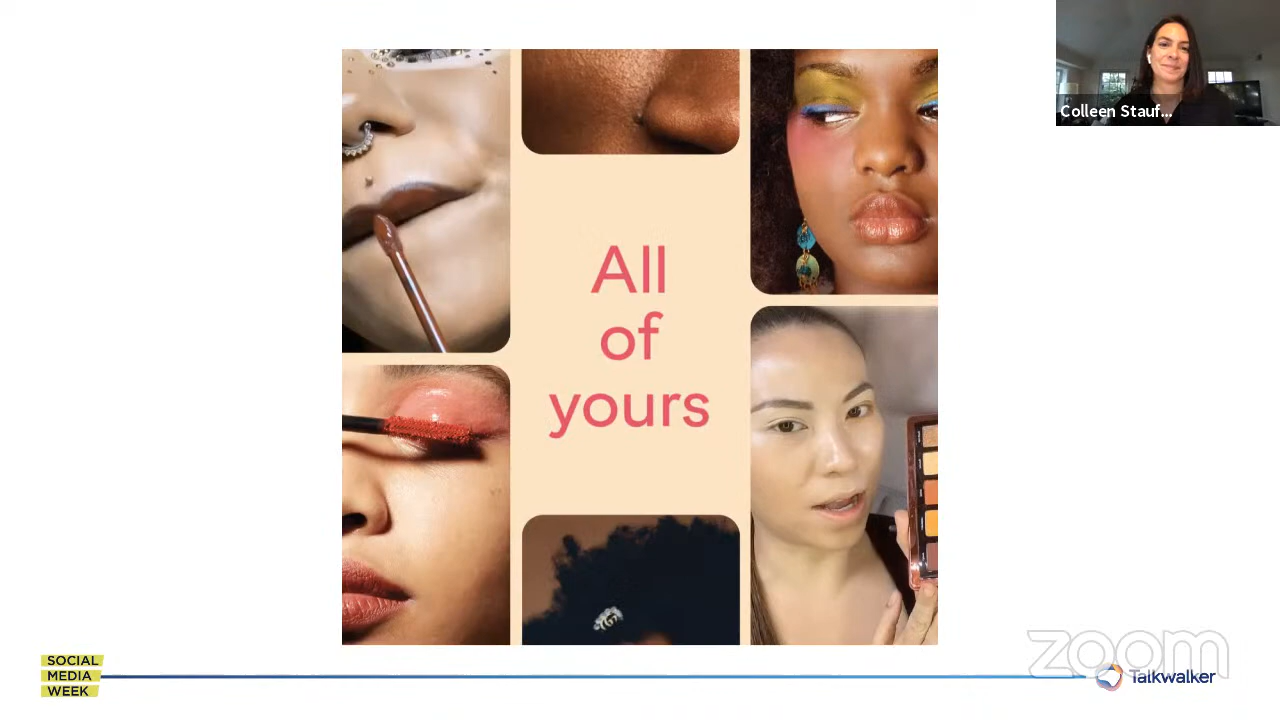 Colleen Stauf...
All
of
yours
SOCIAL
MEDIA
WEEK
zoom
Talkwalker